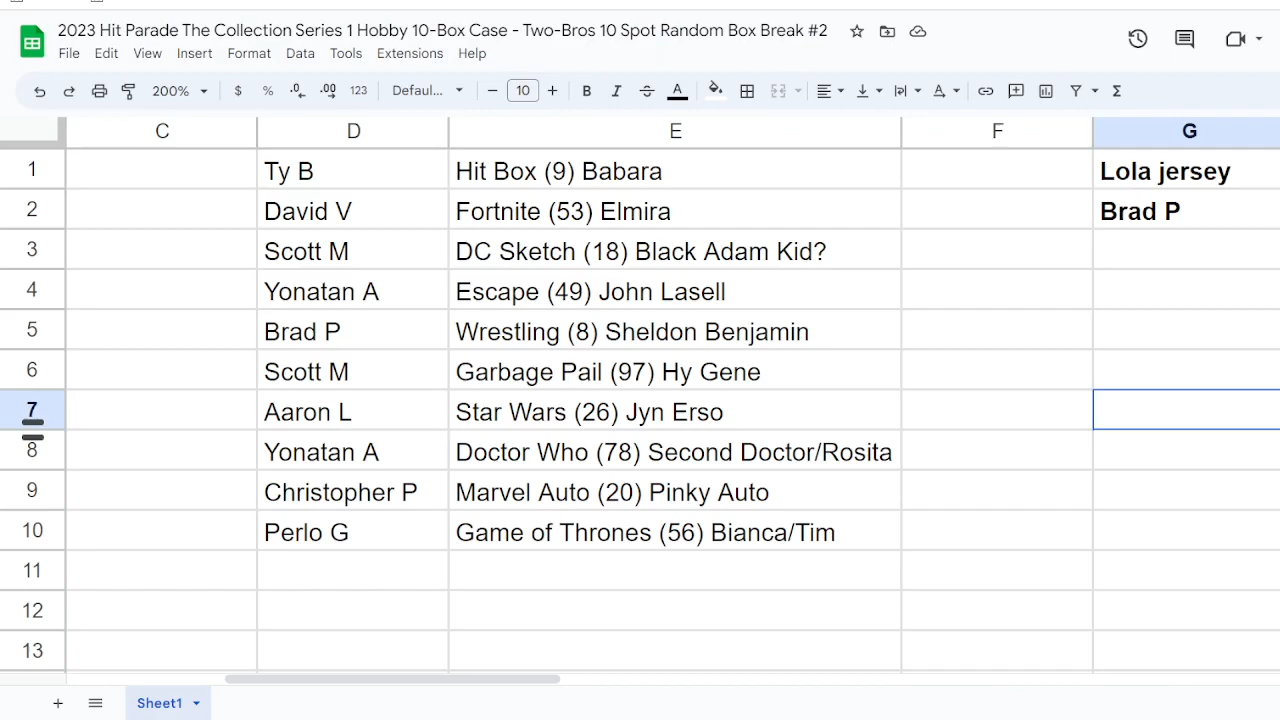 2023 Hit Parade The Collection Series 1 Hobby 10-Box Case - Two-Bros 10 Spot Random Box Break #2
File Edit View Insert Format Data Tools Extensions Help
200% $ % .0 .00 123 Defaul... 10 B I A Σ
C D E F G
1 Ty B Hit Box (9) Babara Lola jersey
2 David V Fortnite (53) Elmira Brad P
3 Scott M DC Sketch (18) Black Adam Kid?
4 Yonatan A Escape (49) John Lasell
5 Brad P Wrestling (8) Sheldon Benjamin
6 Scott M Garbage Pail (97) Hy Gene
7 Aaron L Star Wars (26) Jyn Erso
8 Yonatan A Doctor Who (78) Second Doctor/Rosita
9 Christopher P Marvel Auto (20) Pinky Auto
10 Perlo G Game of Thrones (56) Bianca/Tim
11
12
13
Sheet1